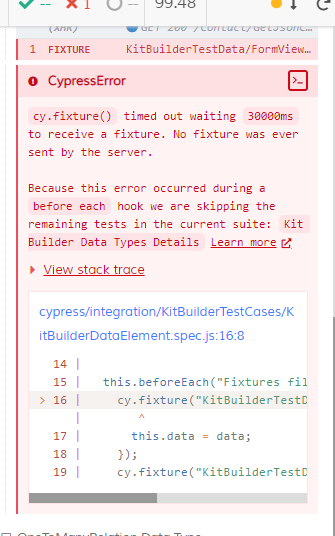 -- 1 -- 99.48
(XHR) GET 200 /contact/GetJsonC…
1 FIXTURE KitBuilderTestData/FormView…
CypressError
cy.fixture() timed out waiting 30000ms
to receive a fixture. No fixture was ever
sent by the server.
Because this error occurred during a
before each hook we are skipping the
remaining tests in the current suite: Kit
Builder Data Types Details Learn more
View stack trace
cypress/integration/KitBuilderTestCases/K
itBuilderDataElement.spec.js:16:8
14 |
15 | this.beforeEach("Fixtures fil
> 16 | cy.fixture("KitBuilderTestD
| ^
17 | this.data = data;
18 | });
19 | cy.fixture("KitBuilderTestD
OneToManyRelation Data Type